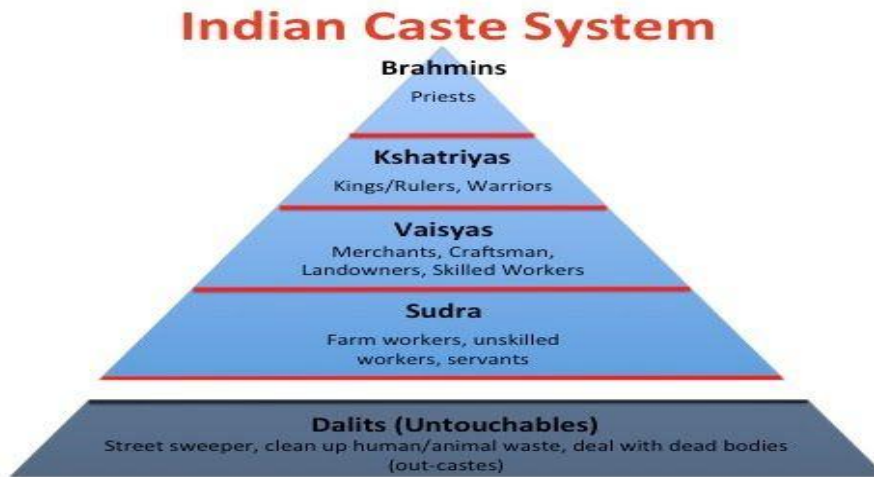 Indian Caste System
Brahmins
Priests
Kshatriyas
Kings/Rulers, Warriors
Vaisyas
Merchants, Craftsman,
Landowners, Skilled Workers
Sudra
Farm workers, unskilled
workers, servants
Dalits (Untouchables)
Street sweeper, clean up human/animal waste, deal with dead bodies
(out-castes)